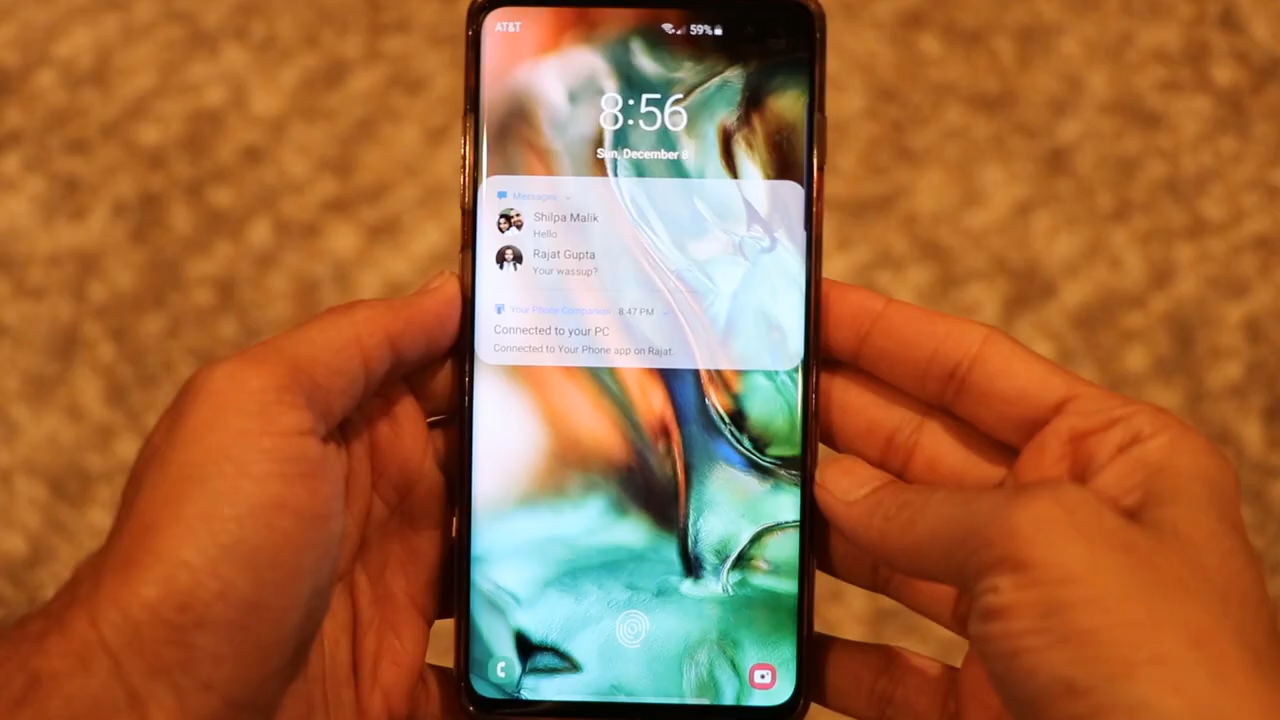 AT&T 59%
8:56
Sun, December 8
Messages
Shilpa Malik
Hello
Rajat Gupta
Your wassup?
Your Phone Companion 8:47 PM
Connected to your PC
Connected to Your Phone app on Rajat.